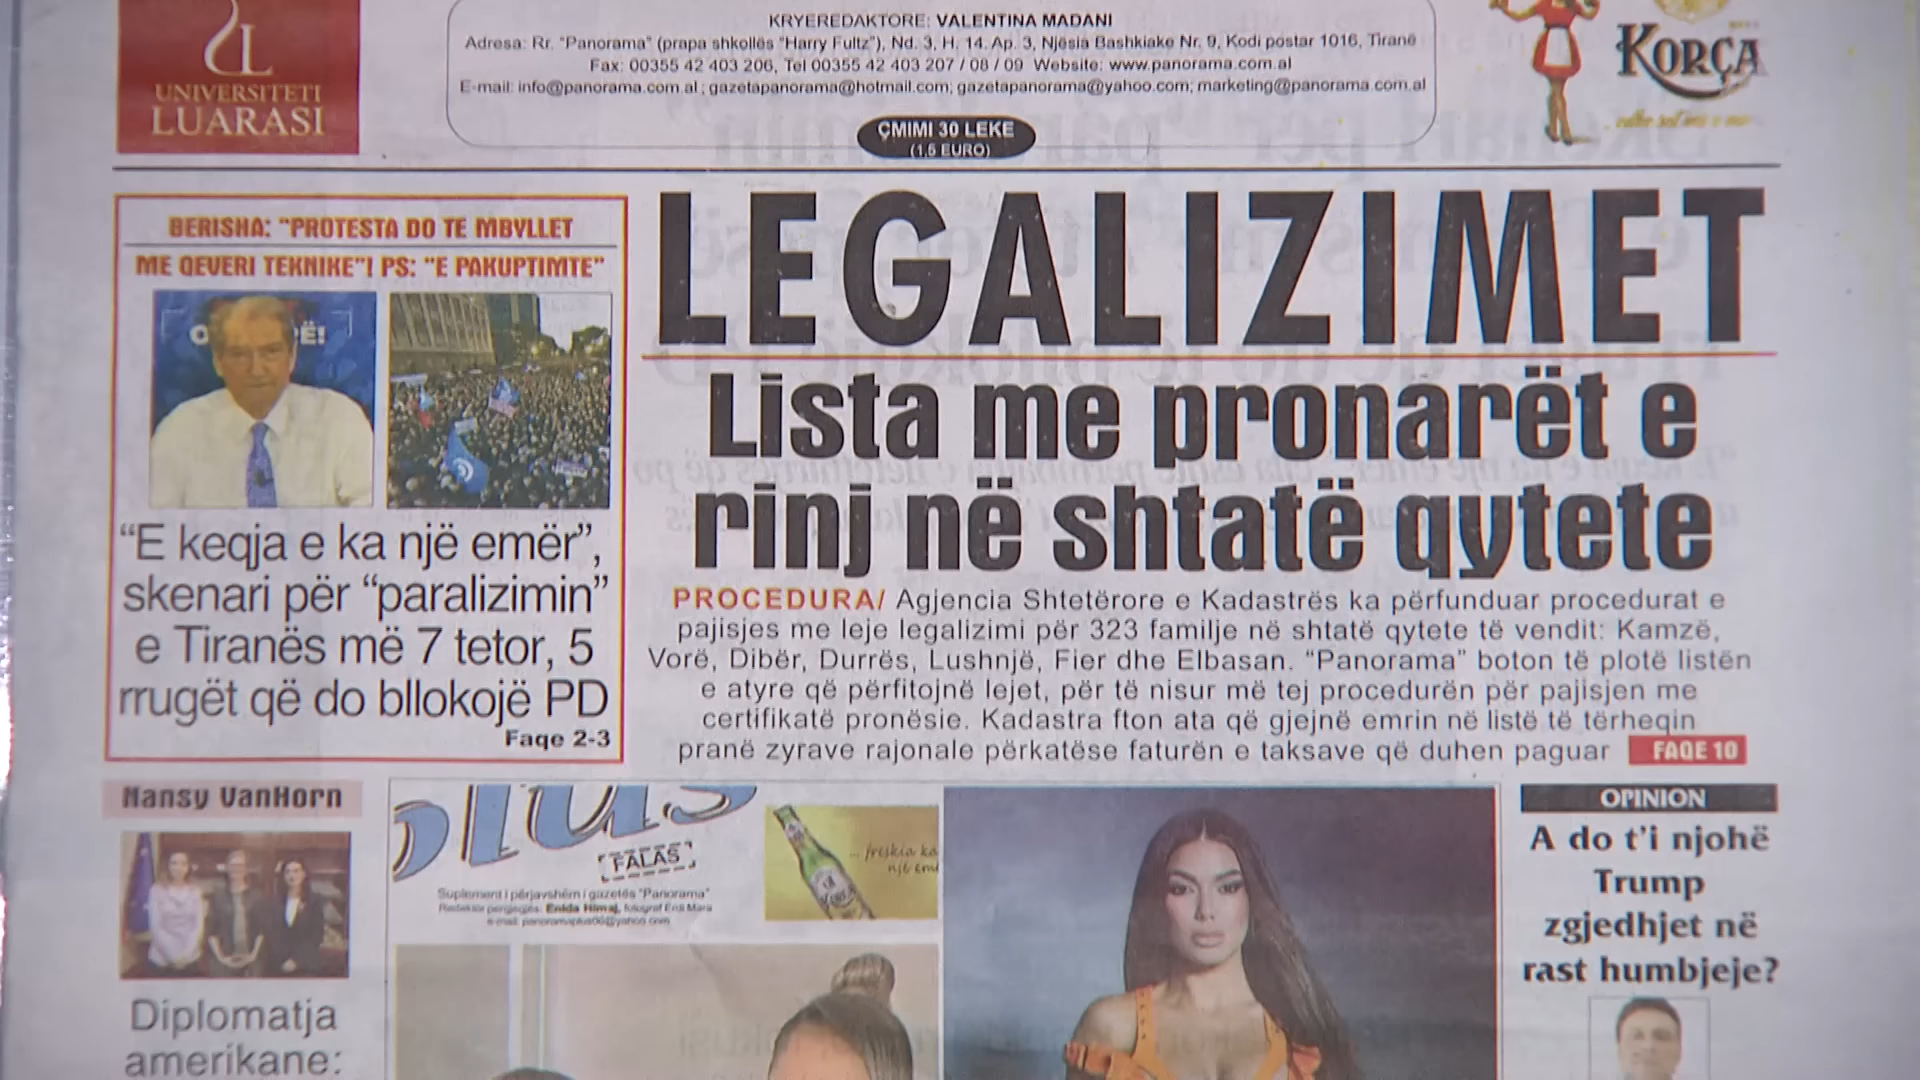 UNIVERSITETI
LUARASI
KRYEREDAKTORE: VALENTINA MADANI
Adresa: Rr. "Panorama" (prapa shkollës "Harry Fultz"), Nd. 3, H. 14. Ap. 3, Njësia Bashkiake Nr. 9, Kodi postar 1016, Tiranë
Fax: 00355 42 403 206, Tel 00355 42 403 207 / 08 / 09 Website: www.panorama.com.al
E-mail: info@panorama.com.al ; gazetapanorama@hotmail.com; gazetapanorama@yahoo.com; marketing@panorama.com.al
ÇMIMI 30 LEKE
(1,5 EURO)
KORÇA
BERISHA: "PROTESTA DO TE MBYLLET
ME QEVERI TEKNIKE"! PS: "E PAKUPTIMTE"
"E keqja e ka një emër",
skenari për "paralizimin"
e Tiranës më 7 tetor, 5
rrugët që do bllokojë PD
Faqe 2-3
LEGALIZIMET
Lista me pronarët e
rinj në shtatë qytete
PROCEDURA/ Agjencia Shtetërore e Kadastrës ka përfunduar procedurat e
pajisjes me leje legalizimi për 323 familje në shtatë qytete të vendit: Kamzë,
Vorë, Dibër, Durrës, Lushnjë, Fier dhe Elbasan. "Panorama" boton të plotë listën
e atyre që përfitojnë lejet, për të nisur më tej procedurën për pajisjen me
certifikatë pronësie. Kadastra fton ata që gjejnë emrin në listë të tërheqin
pranë zyrave rajonale përkatëse faturën e taksave që duhen paguar FAQE 10
Nansy VanHorn
Diplomatja
amerikane:
plus
FALAS
Suplement i përjavshëm i gazetës "Panorama"
... freskia ka
një em
OPINION
A do t'i njohë
Trump
zgjedhjet në
rast humbjeje?